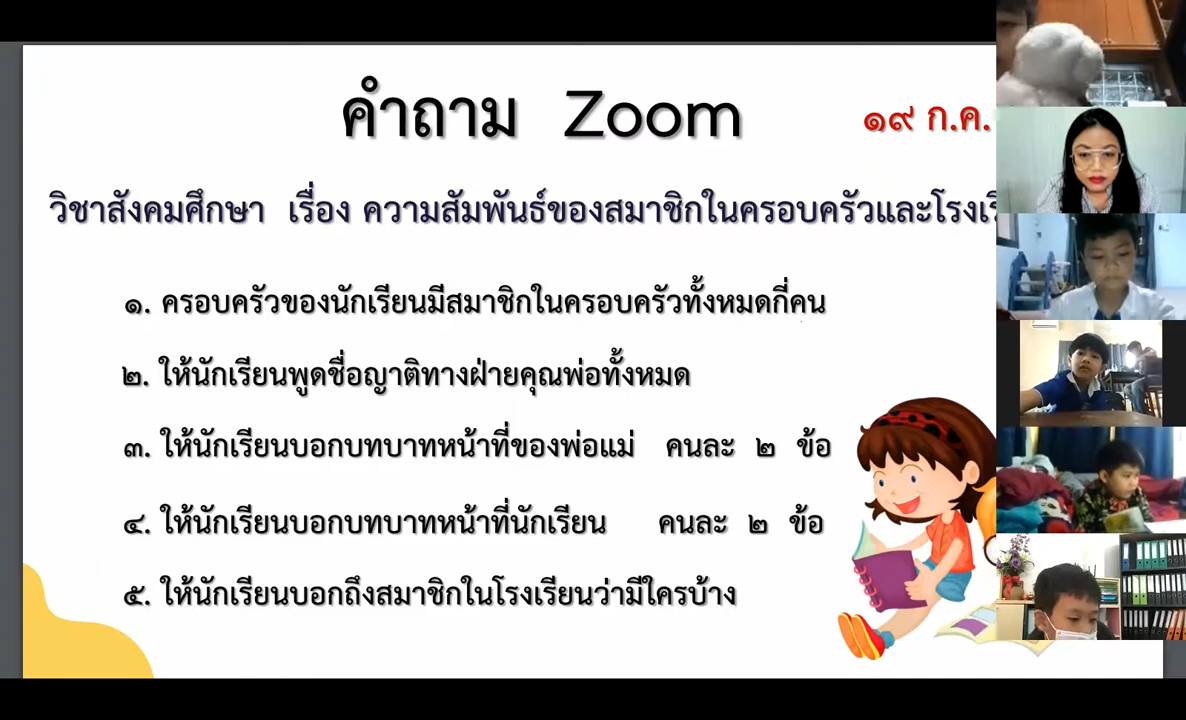 คำถาม Zoom
๑๙ ก.ค.
วิชาสังคมศึกษา เรื่อง ความสัมพันธ์ของสมาชิกในครอบครัวและ
๑. ครอบครัวของนักเรียนมีสมาชิกในครอบครัวทั้งหมดกี่คน
๒. ให้นักเรียนพูดชื่อญาติทางฝ่ายคุณพ่อทั้งหมด
๓. ให้นักเรียนบอกบทบาทหน้าที่ของพ่อแม่ คนละ ๒ ข้อ
๔. ให้นักเรียนบอกบทบาทหน้าที่นักเรียน คนละ ๒ ข้อ
๕. ให้นักเรียนบอกถึงสมาชิกในโรงเรียนว่ามีใครบ้าง